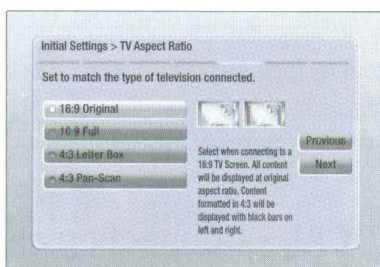 Initial Settings > TV Aspect Ratio
Set to match the type of television connected.
16:9 Original
16:9 Full
4:3 Letter Box
4:3 Pan-Scan
Select when connecting to a
16:9 TV Screen. All content
will be displayed at original
aspect ratio. Content
formatted in 4:3 will be
displayed with black bars on
left and right.
Previous
Next